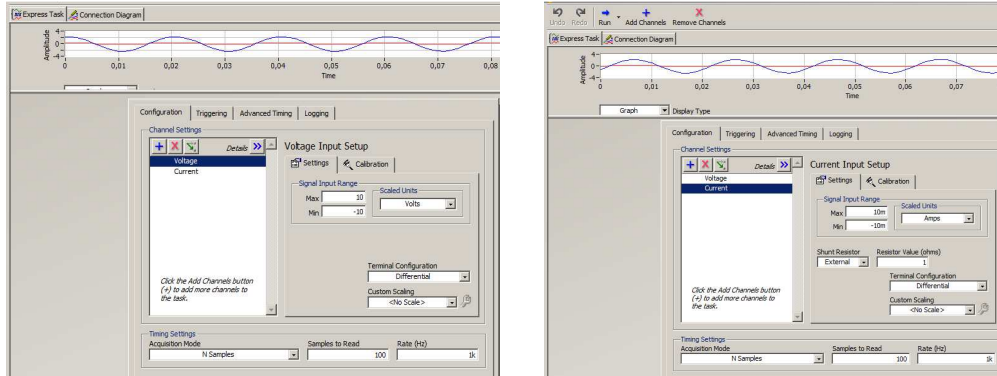 Express Task Connection Diagram
Amplitude
4
0
-4
0 0,01 0,02 0,03 0,04 0,05 0,06 0,07 0,08
Time
Configuration Triggering Advanced Timing Logging
Channel Settings
Details
Voltage
Current
Click the Add Channels button
(+) to add more channels to
the task.
Voltage Input Setup
Settings Calibration
Signal Input Range
Max 10
Min -10
Scaled Units
Volts
Terminal Configuration
Differential
Custom Scaling
<No Scale>
Timing Settings
Acquisition Mode Samples to Read Rate (Hz)
N Samples 100 1k
Undo Redo Run Add Channels Remove Channels
Express Task Connection Diagram
Amplitude
4
0
-4
0 0,01 0,02 0,03 0,04 0,05 0,06 0,07
Time
Graph Display Type
Configuration Triggering Advanced Timing Logging
Channel Settings
Details
Voltage
Current
Click the Add Channels button
(+) to add more channels to
the task.
Current Input Setup
Settings Calibration
Signal Input Range
Max 10m
Min -10m
Scaled Units
Amps
Shunt Resistor Resistor Value (ohms)
External 1
Terminal Configuration
Differential
Custom Scaling
<No Scale>
Timing Settings
Acquisition Mode Samples to Read Rate (Hz)
N Samples 100 1k